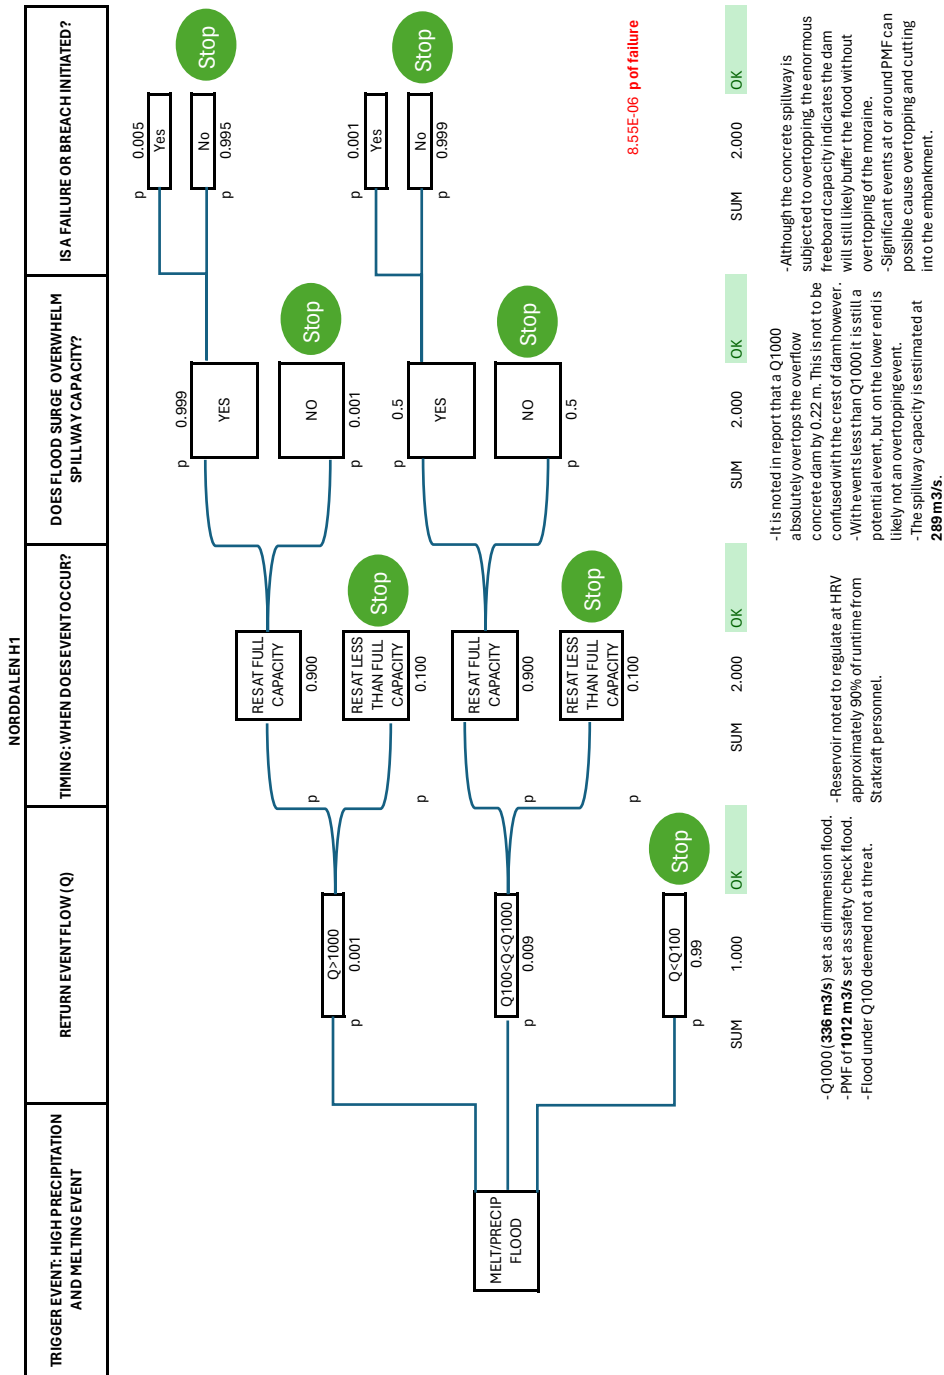 NORDDALEN H1
TRIGGER EVENT: HIGH PRECIPITATION
AND MELTING EVENT
RETURN EVENT FLOW (Q)
TIMING: WHEN DOES EVENT OCCUR?
DOES FLOOD SURGE OVERWHELM
SPILLWAY CAPACITY?
IS A FAILURE OR BREACH INITIATED?
MELT/PRECIP
FLOOD
Q>1000
p
0.001
Q100<Q<Q1000
p
0.009
Q<Q100
p
0.99
Stop
RES AT FULL
CAPACITY
p
0.900
RES AT LESS
THAN FULL
CAPACITY
p
0.100
Stop
RES AT FULL
CAPACITY
p
0.900
RES AT LESS
THAN FULL
CAPACITY
p
0.100
Stop
p
0.999
YES
NO
p
0.001
Stop
p
0.5
YES
NO
p
0.5
Stop
p
0.005
Yes
No
p
0.995
Stop
p
0.001
Yes
No
p
0.999
Stop
8.55E-06 p of failure
SUM 1.000 OK
SUM 2.000 OK
SUM 2.000 OK
SUM 2.000 OK
-Q1000 (336 m3/s) set as dimmension flood.
-PMF of 1012 m3/s set as safety check flood.
-Flood under Q100 deemed not a threat.
-Reservoir noted to regulate at HRV
approximately 90% of runtime from
Statkraft personnel.
-It is noted in report that a Q1000
absolutely overtops the overflow
concrete dam by 0.22 m. This is not to be
confused with the crest of dam however.
-With events less than Q1000 it is still a
potential event, but on the lower end is
likely not an overtopping event.
-The spillway capacity is estimated at
289 m3/s.
-Although the concrete spillway is
subjected to overtopping, the enormous
freeboard capacity indicates the dam
will still likely buffer the flood without
overtopping of the moraine.
-Significant events at or around PMF can
possible cause overtopping and cutting
into the embankment.